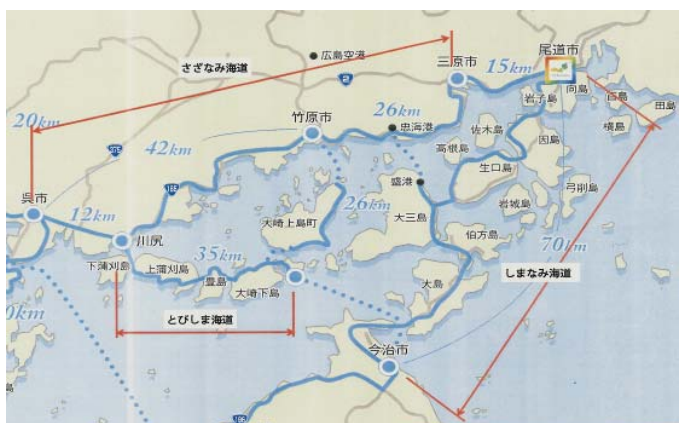 広島空港
尾道市
さざなみ海道
三原市
15km
2
向島
百島
岩子島
田島
20km
竹原市
26km
忠海港
佐木島
因島
横島
42km
高根島
185
生口島
盛港
弓削島
呉市
岩城島
12km
大崎上島町
26km
大三島
川尻
伯方島
70km
35km
下蒲刈島
上蒲刈島
豊島
大島
しまなみ海道
大崎下島
0km
とびしま海道
今治市